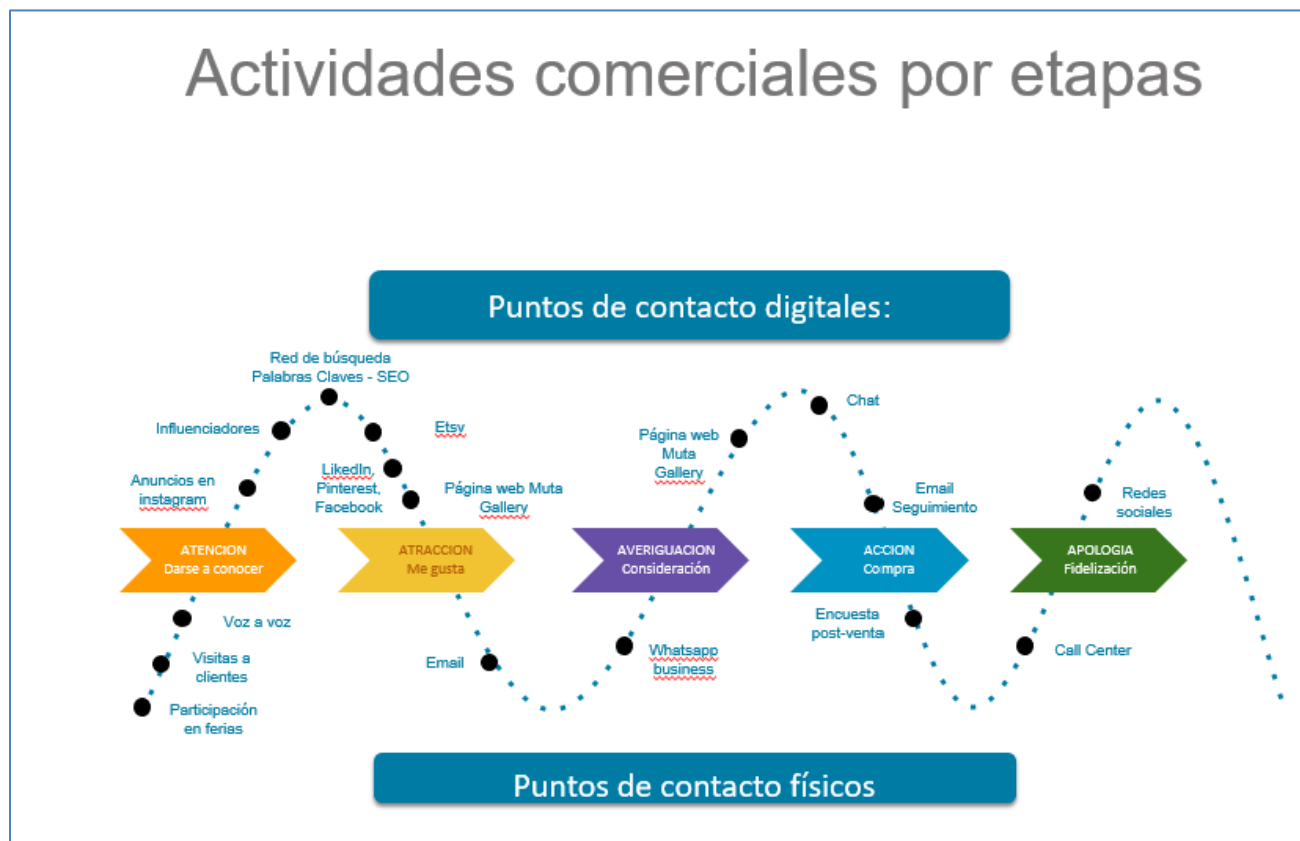 Actividades comerciales por etapas
Puntos de contacto digitales:
Red de búsqueda
Palabras Claves - SEO
Influenciadores
Etsy
Anuncios en
instagram
LikedIn,
Pinterest,
Facebook
Página web Muta
Gallery
Página web
Muta
Gallery
Chat
Email
Seguimiento
Redes
sociales
ATENCION
Darse a conocer
ATRACCION
Me gusta
AVERIGUACION
Consideración
ACCION
Compra
APOLOGIA
Fidelización
Voz a voz
Visitas a
clientes
Participación
en ferias
Email
Whatsapp
business
Encuesta
post-venta
Call Center
Puntos de contacto físicos